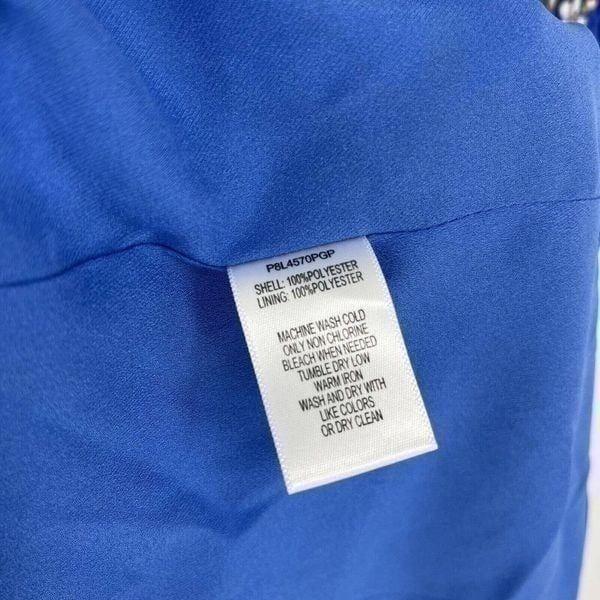 P8L4570PGP
SHELL: 100%POLYESTER
LINING: 100%POLYESTER
MACHINE WASH COLD
ONLY NON CHLORINE
BLEACH WHEN NEEDED
TUMBLE DRY LOW
WARM IRON
WASH AND DRY WITH
LIKE COLORS
OR DRY CLEAN